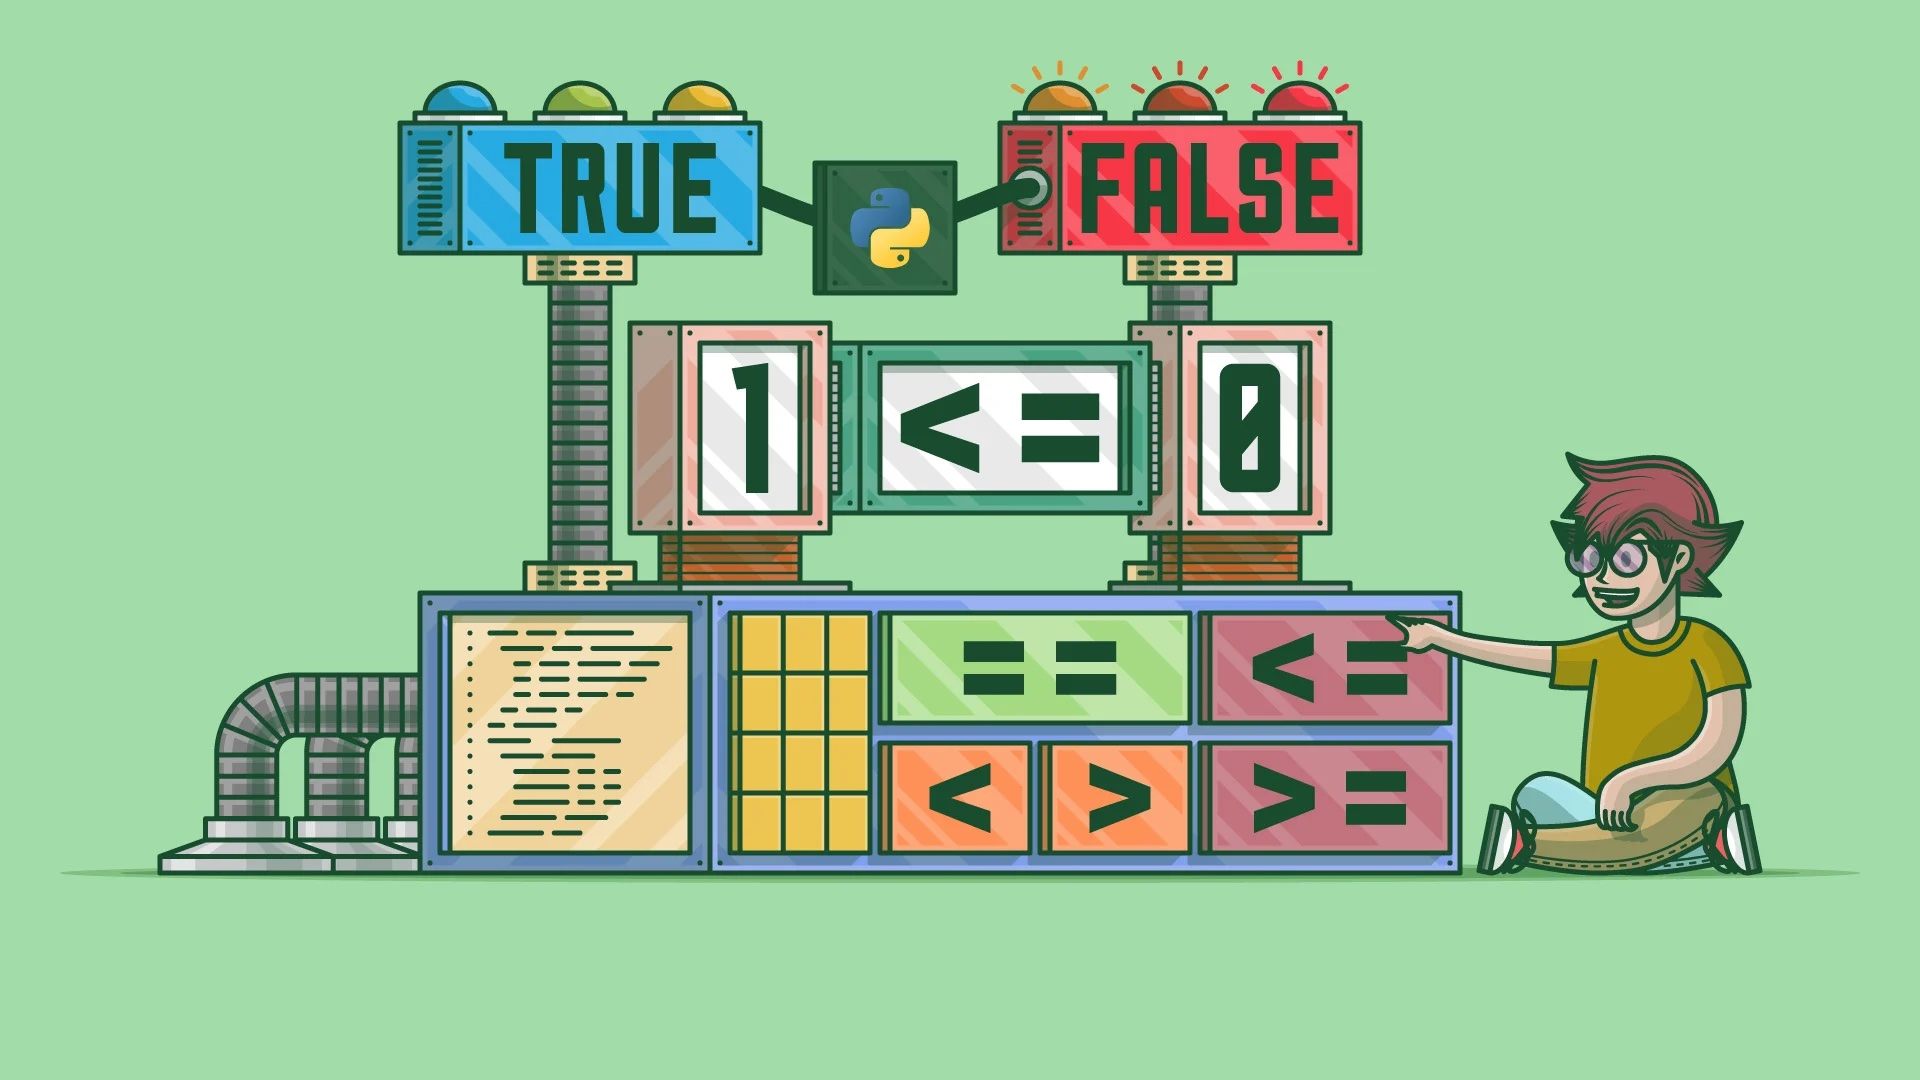 TRUE FALSE
1 <= 0
== <=
< > >=